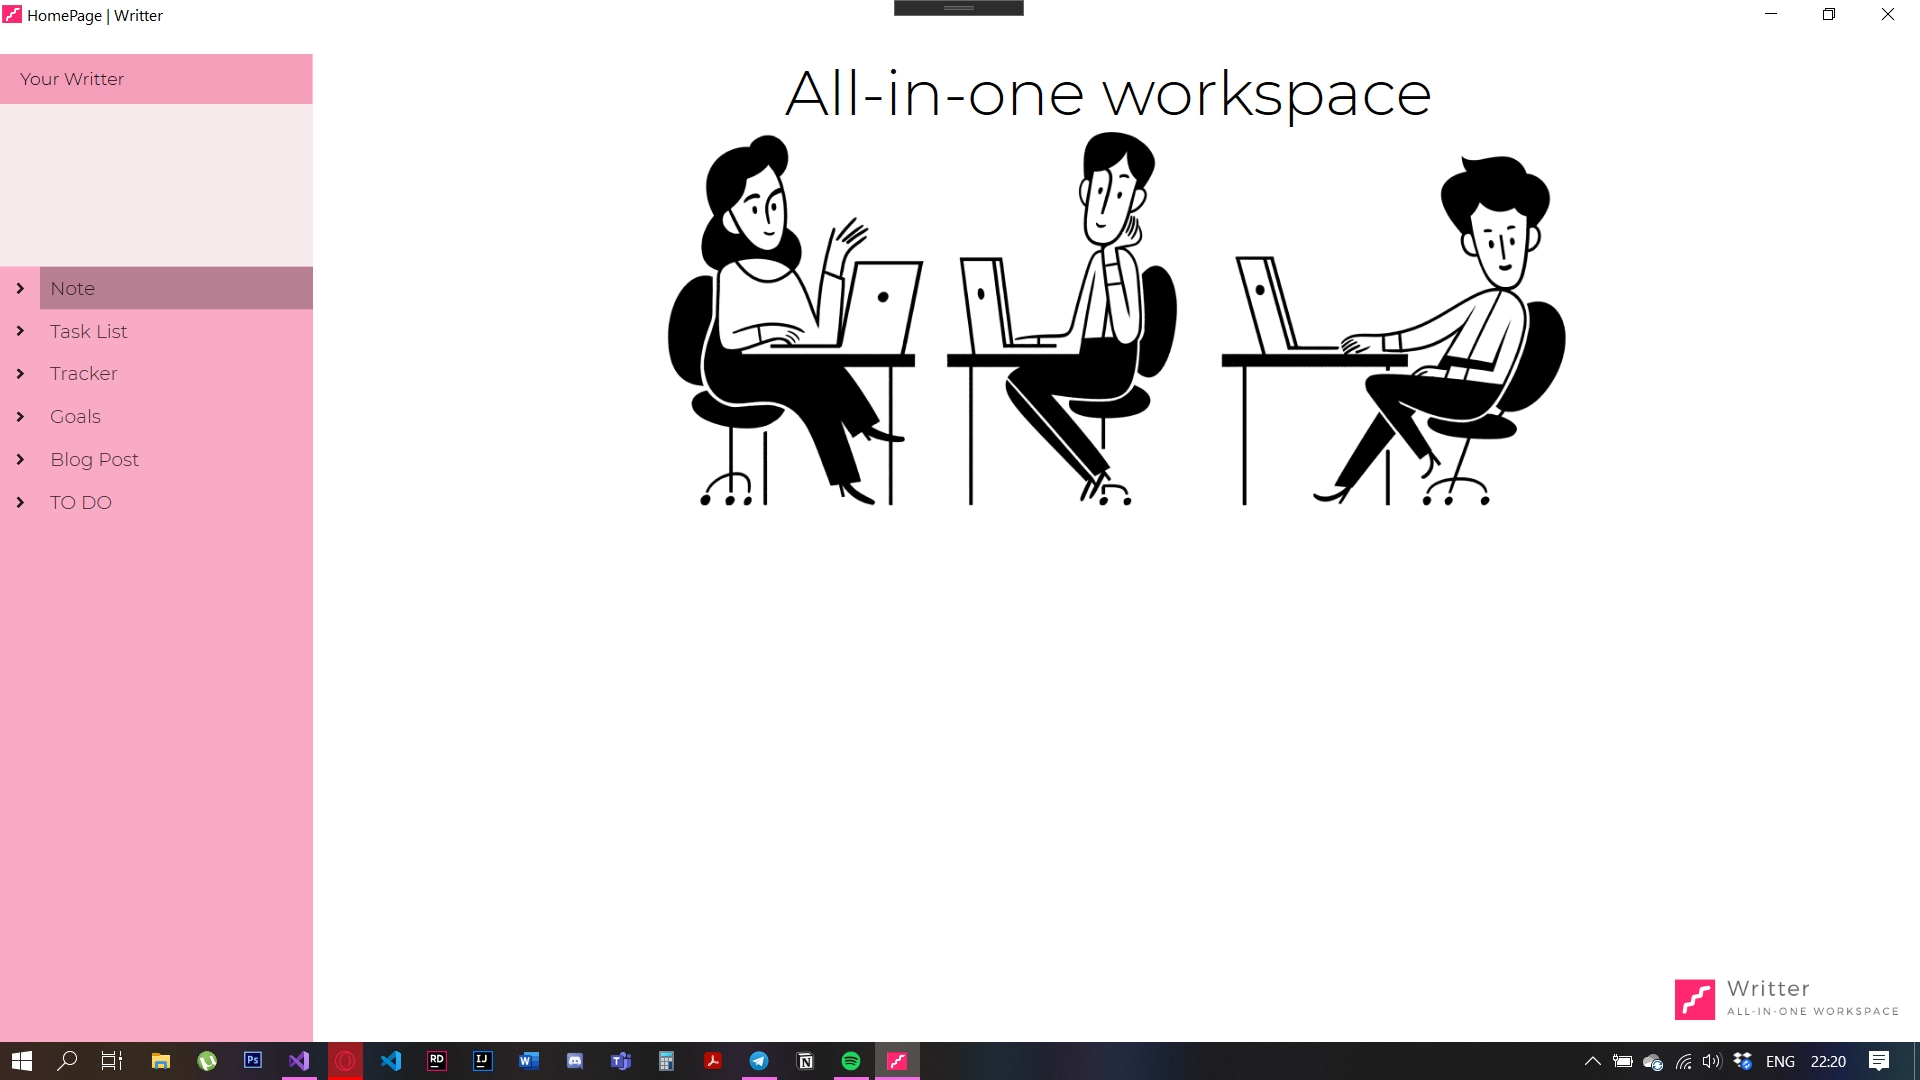 HomePage | Writter
Your Writter
All-in-one workspace
Note
Task List
Tracker
Goals
Blog Post
TO DO
Writter
ALL-IN-ONE WORKSPACE
Ps
RD
IJ
W
T
N
ENG
22:20